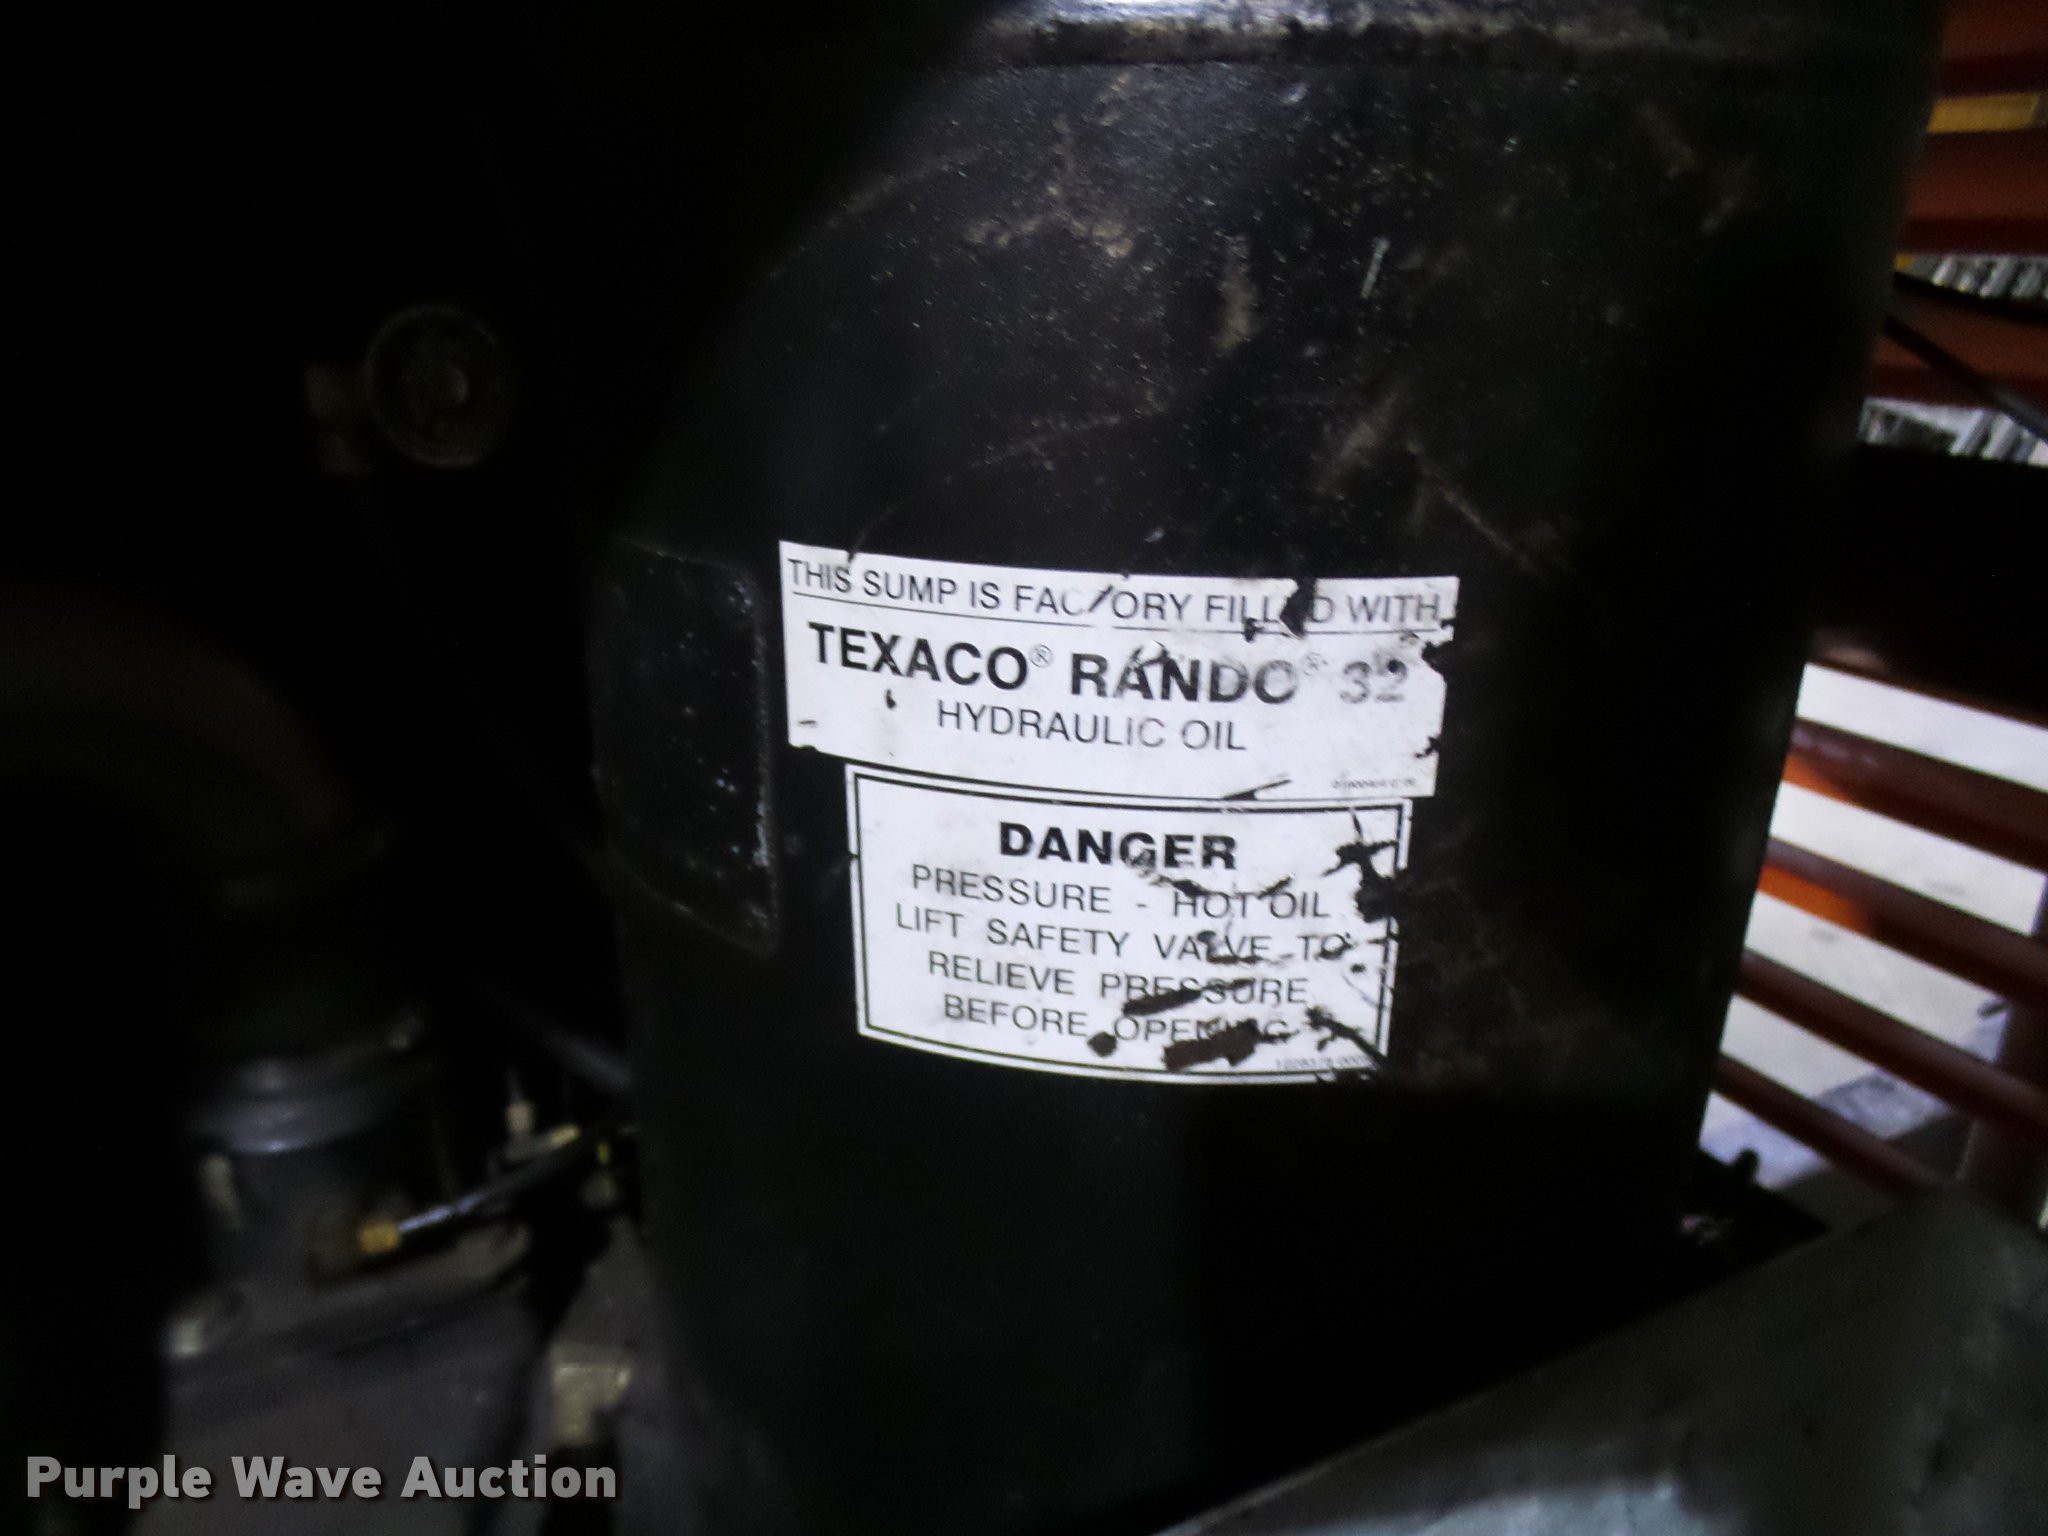 THIS SUMP IS FACTORY FILLED WITH
TEXACO® RANDO® 32
HYDRAULIC OIL
DANGER
PRESSURE - HOT OIL
LIFT SAFETY VALVE TO
RELIEVE PRESSURE
BEFORE OPENING
Purple Wave Auction